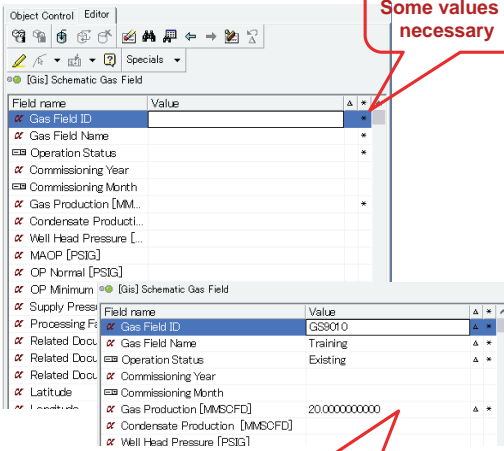 Some values
necessary
Object Control Editor
Specials
[Gis] Schematic Gas Field
Field name Value Δ *
Gas Field ID *
Gas Field Name *
Operation Status *
Commissioning Year
Commissioning Month
Gas Production [MM... *
Condensate Producti...
Well Head Pressure [...
MAOP [PSIG]
OP Normal [PSIG]
OP Minimum
Supply Pressu
Processing Fa
Related Docu
Related Docu
Related Docu
Latitude
Longitude
[Gis] Schematic Gas Field
Field name Value Δ *
Gas Field ID GS9010 Δ *
Gas Field Name Training Δ *
Operation Status Existing Δ *
Commissioning Year
Commissioning Month
Gas Production [MMSCFD] 20.0000000000 Δ *
Condensate Production [MMSCFD]
Well Head Pressure [PSIG]